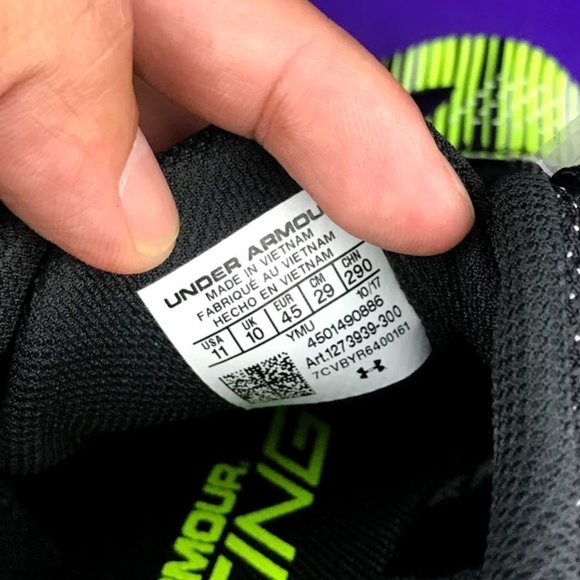 UNDER ARMOU
MADE IN VIETNAM
FABRIQUÉ AU VIETNAM
HECHO EN VIETNAM
USA UK EUR CM CHN
11 10 45 29 290
YMU 10/17
4501490886
Art.1273939-300
7CVBYR6400161
ARMOUR.
ING